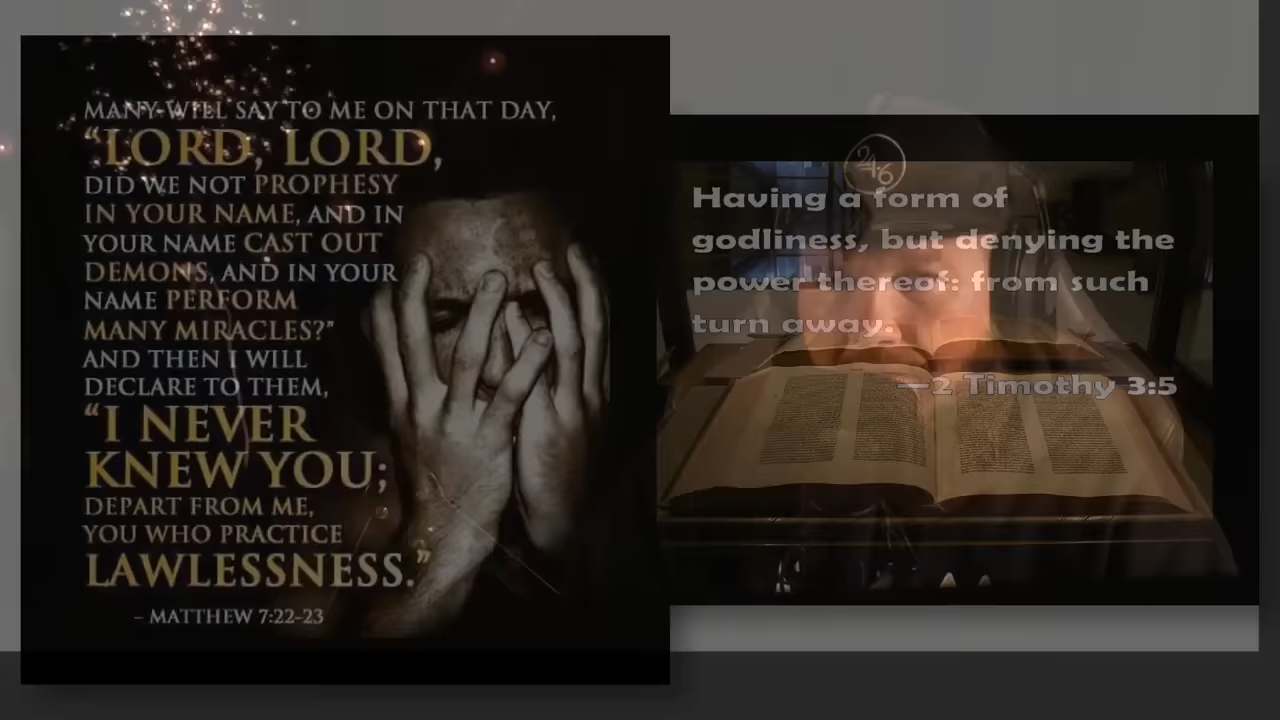 MANY WILL SAY TO ME ON THAT DAY,
“LORD, LORD,
DID WE NOT PROPHESY
IN YOUR NAME, AND IN
YOUR NAME CAST OUT
DEMONS, AND IN YOUR
NAME PERFORM
MANY MIRACLES?"
AND THEN I WILL
DECLARE TO THEM,
“I NEVER
KNEW YOU;
DEPART FROM ME,
YOU WHO PRACTICE
LAWLESSNESS.”
– MATTHEW 7:22-23
24:6
Having a form of
godliness, but denying the
power thereof: from such
turn away.
—2 Timothy 3:5